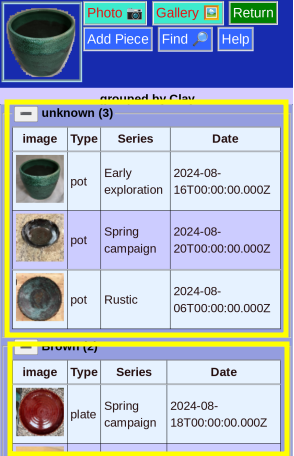 Photo 📷 Gallery 🖼️ Return
Add Piece Find 🔎 Help
grouped by Clay
unknown (3)
image Type Series Date
pot Early exploration 2024-08-16T00:00:00.000Z
pot Spring campaign 2024-08-20T00:00:00.000Z
pot Rustic 2024-08-06T00:00:00.000Z
Brown (2)
image Type Series Date
plate Spring campaign 2024-08-18T00:00:00.000Z